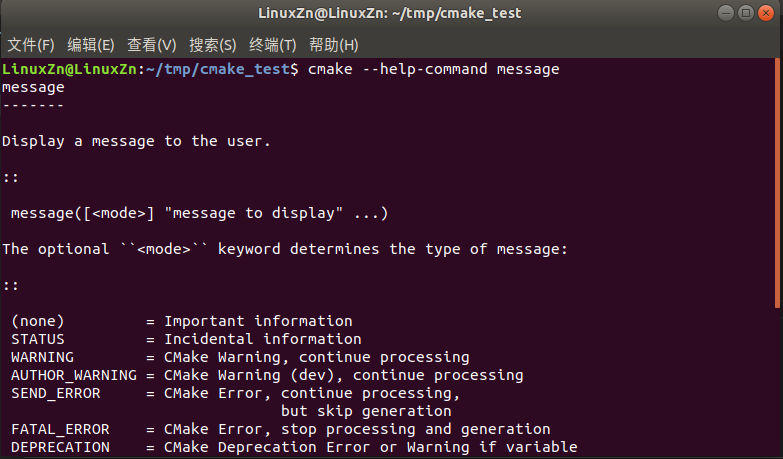 LinuxZn@LinuxZn: ~/tmp/cmake_test
文件(F) 编辑(E) 查看(V) 搜索(S) 终端(T) 帮助(H)
LinuxZn@LinuxZn:~/tmp/cmake_test$ cmake --help-command message
message
-------
Display a message to the user.
::
message([<mode>] "message to display" ...)
The optional ``<mode>`` keyword determines the type of message:
::
(none)         = Important information
STATUS         = Incidental information
WARNING        = CMake Warning, continue processing
AUTHOR_WARNING = CMake Warning (dev), continue processing
SEND_ERROR     = CMake Error, continue processing,
but skip generation
FATAL_ERROR    = CMake Error, stop processing and generation
DEPRECATION    = CMake Deprecation Error or Warning if variable